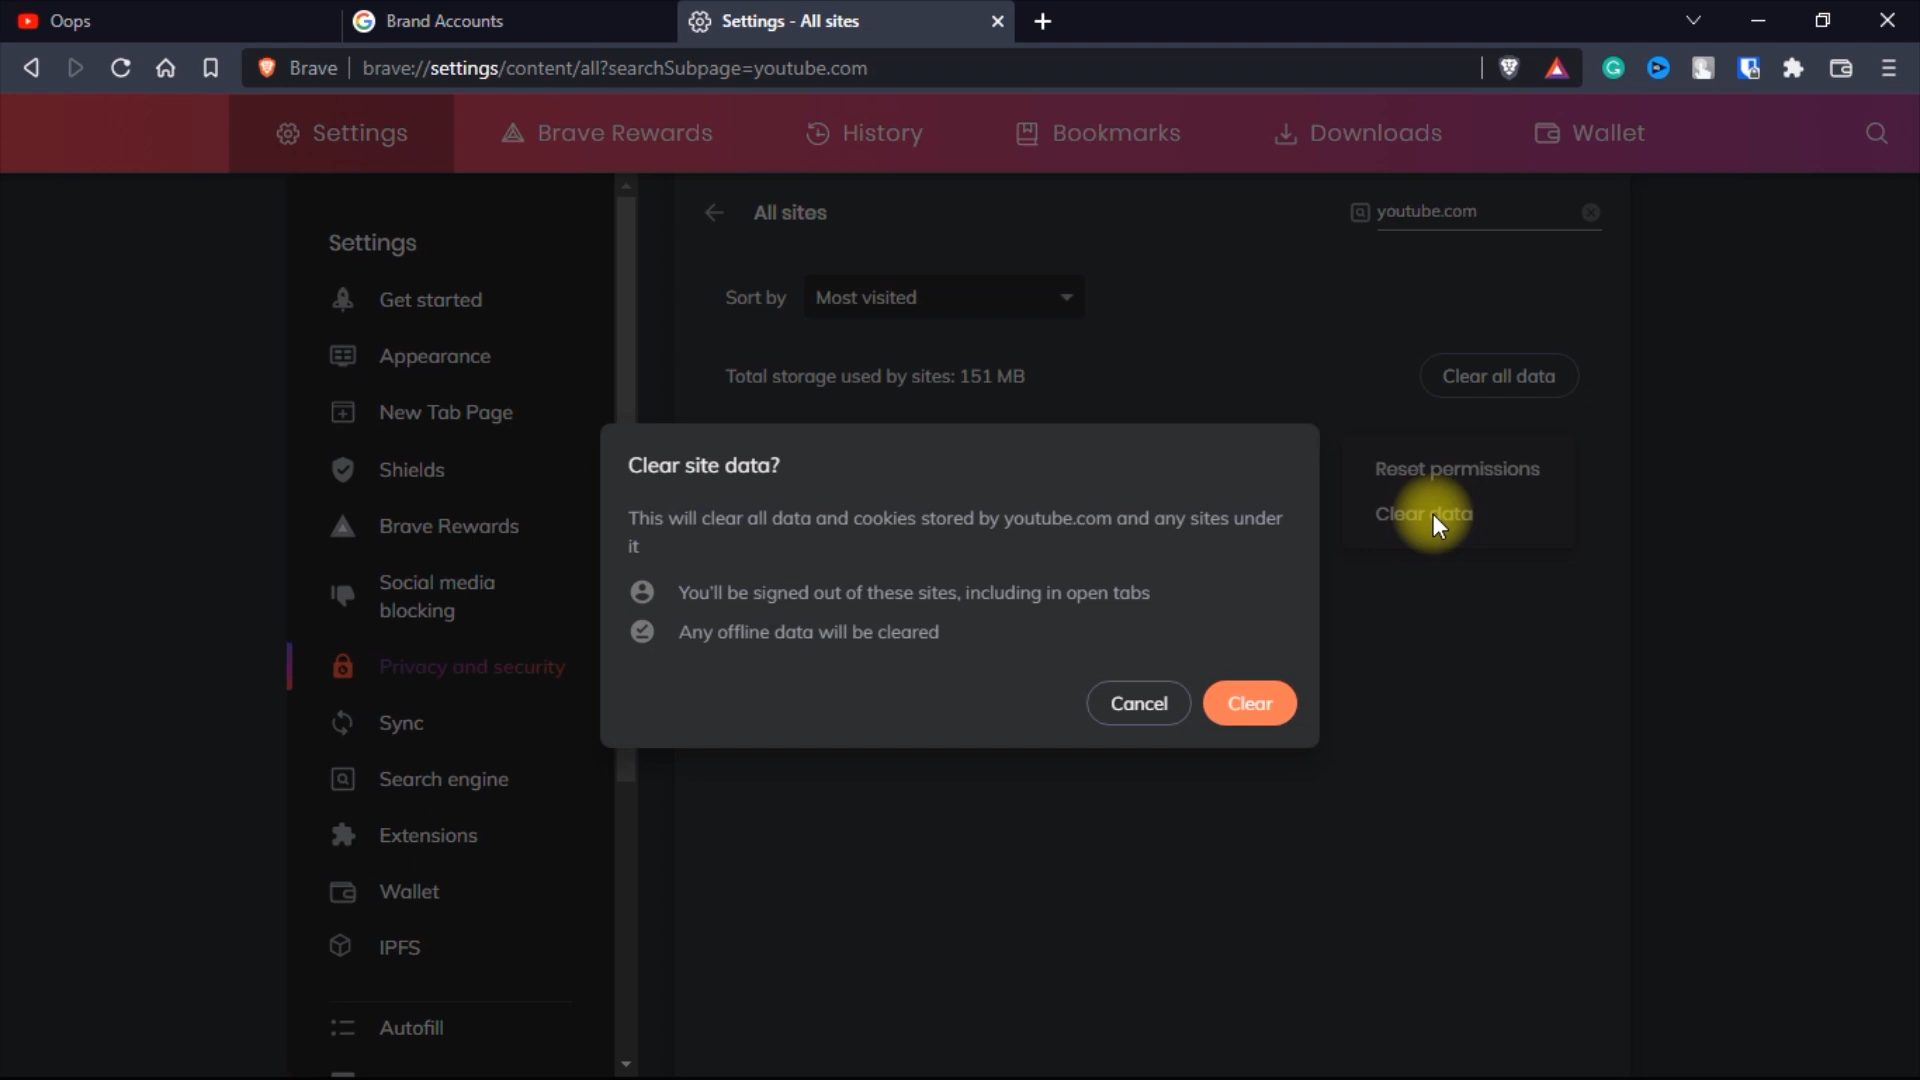 Oops
Brand Accounts
Settings - All sites
Brave
brave://settings/content/all?searchSubpage=youtube.com
Settings
Brave Rewards
History
Bookmarks
Downloads
Wallet
Settings
Get started
Appearance
New Tab Page
Shields
Brave Rewards
Social media
blocking
Privacy and security
Sync
Search engine
Extensions
Wallet
IPFS
Autofill
All sites
youtube.com
Sort by
Most visited
Total storage used by sites: 151 MB
Clear all data
Reset permissions
Clear data
Clear site data?
This will clear all data and cookies stored by youtube.com and any sites under
it
You'll be signed out of these sites, including in open tabs
Any offline data will be cleared
Cancel
Clear